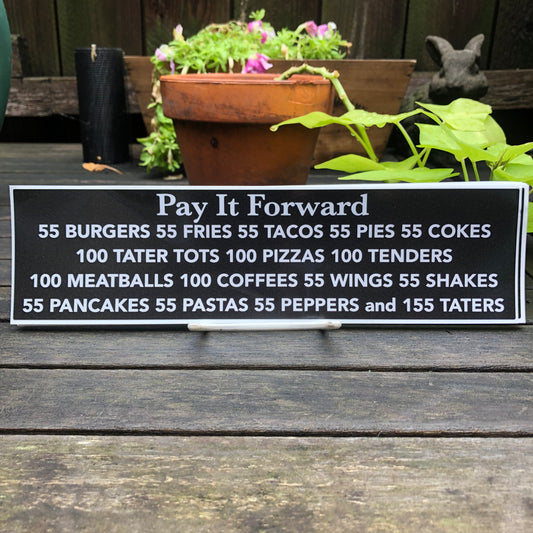 Pay It Forward
55 BURGERS 55 FRIES 55 TACOS 55 PIES 55 COKES
100 TATER TOTS 100 PIZZAS 100 TENDERS
100 MEATBALLS 100 COFFEES 55 WINGS 55 SHAKES
55 PANCAKES 55 PASTAS 55 PEPPERS and 155 TATERS